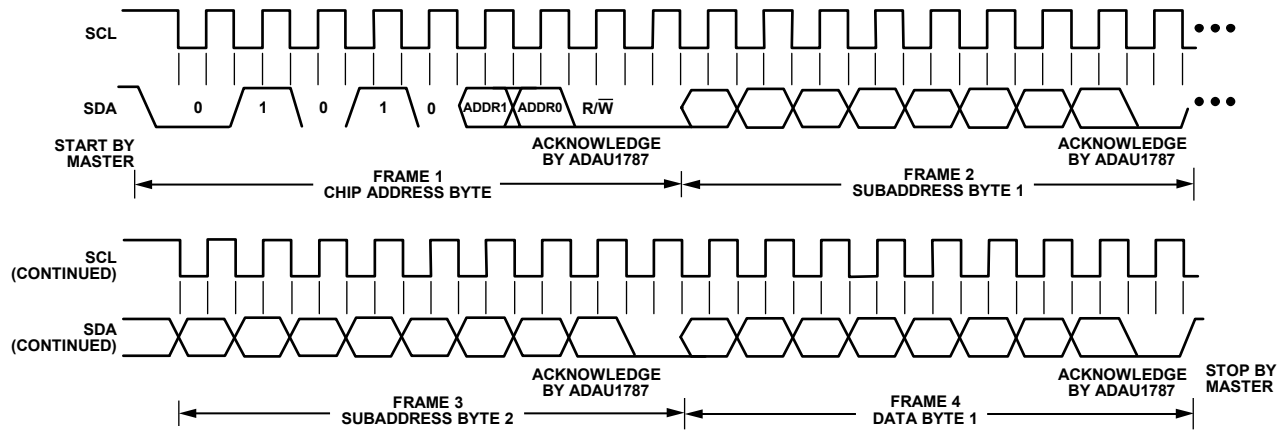 SCL
SDA
0 1 0 1 0 ADDR1 ADDR0 R/W̅
START BY
MASTER
ACKNOWLEDGE
BY ADAU1787
ACKNOWLEDGE
BY ADAU1787
FRAME 1
CHIP ADDRESS BYTE
FRAME 2
SUBADDRESS BYTE 1
SCL
(CONTINUED)
SDA
(CONTINUED)
ACKNOWLEDGE
BY ADAU1787
ACKNOWLEDGE
BY ADAU1787
STOP BY
MASTER
FRAME 3
SUBADDRESS BYTE 2
FRAME 4
DATA BYTE 1